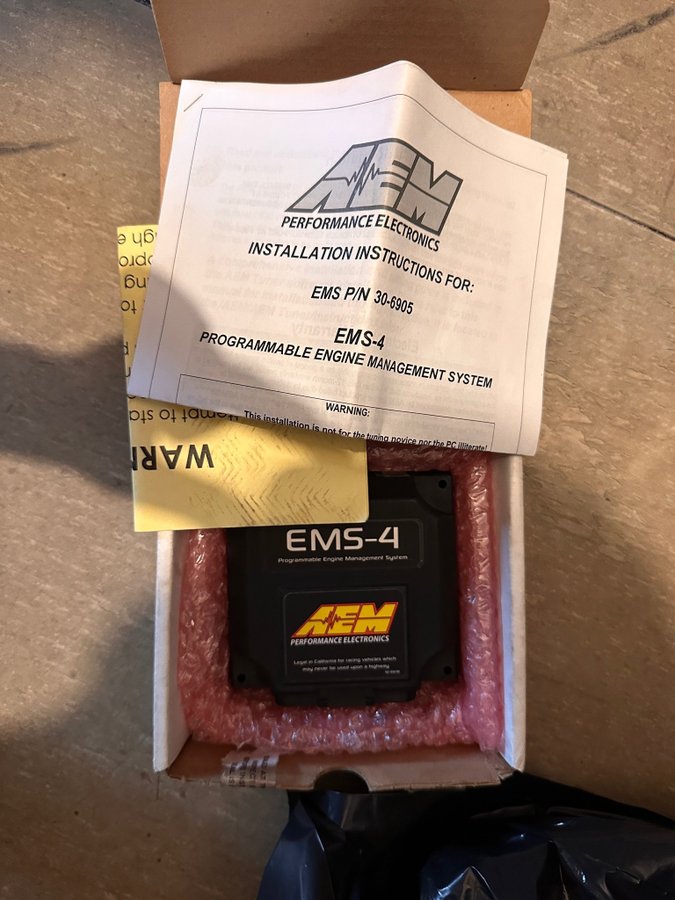 AEM
PERFORMANCE ELECTRONICS
INSTALLATION INSTRUCTIONS FOR:
EMS P/N 30-6905
EMS-4
PROGRAMMABLE ENGINE MANAGEMENT SYSTEM
WARNING:
This installation is not for the tuning novice nor the PC illiterate!
to sta
WARN
EMS-4
Programmable Engine Management System
AEM
PERFORMANCE ELECTRONICS
Legal in California for racing vehicles which
may never be used upon a highway